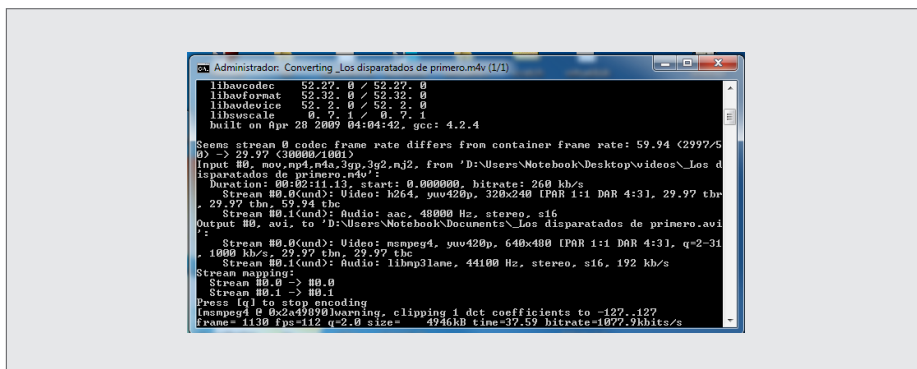 Administrador: Converting _Los disparatados de primero.m4v (1/1)
libavcodec 52.27. 0 / 52.27. 0
libavformat 52.32. 0 / 52.32. 0
libavdevice 52. 2. 0 / 52. 2. 0
libswscale 0. 7. 1 / 0. 7. 1
built on Apr 28 2009 04:04:42, gcc: 4.2.4
Seems stream 0 codec frame rate differs from container frame rate: 59.94 (2997/5
0) -> 29.97 (30000/1001)
Input #0, mov,mp4,m4a,3gp,3g2,mj2, from 'D:\Users\Notebook\Desktop\videos\_Los d
isparatados de primero.m4v':
Duration: 00:02:11.13, start: 0.000000, bitrate: 260 kb/s
Stream #0.0(und): Video: h264, yuv420p, 320x240 [PAR 1:1 DAR 4:3], 29.97 tbr
, 29.97 tbn, 59.94 tbc
Stream #0.1(und): Audio: aac, 48000 Hz, stereo, s16
Output #0, avi, to 'D:\Users\Notebook\Documents\_Los disparatados de primero.avi
':
Stream #0.0(und): Video: msmpeg4, yuv420p, 640x480 [PAR 1:1 DAR 4:3], q=2-31
, 1000 kb/s, 29.97 tbn, 29.97 tbc
Stream #0.1(und): Audio: libmp3lame, 44100 Hz, stereo, s16, 192 kb/s
Stream mapping:
Stream #0.0 -> #0.0
Stream #0.1 -> #0.1
Press [q] to stop encoding
[msmpeg4 @ 0x2a49890]warning, clipping 1 dct coefficients to -127..127
frame= 1130 fps=112 q=2.0 size= 4946kB time=37.59 bitrate=1077.9kbits/s